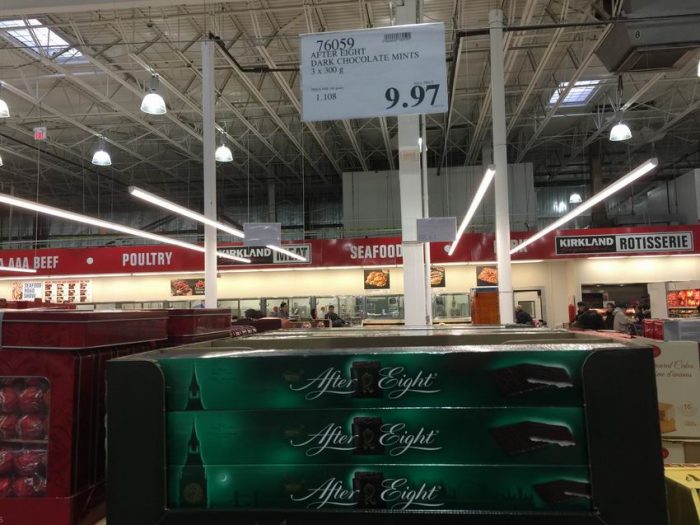 76059
AFTER EIGHT
DARK CHOCOLATE MINTS
3 x 300 g
1.108
9.97
AAA BEEF
POULTRY
KIRKLAND MEAT
SEAFOOD
KIRKLAND ROTISSERIE
After Eight
After Eight
After Eight